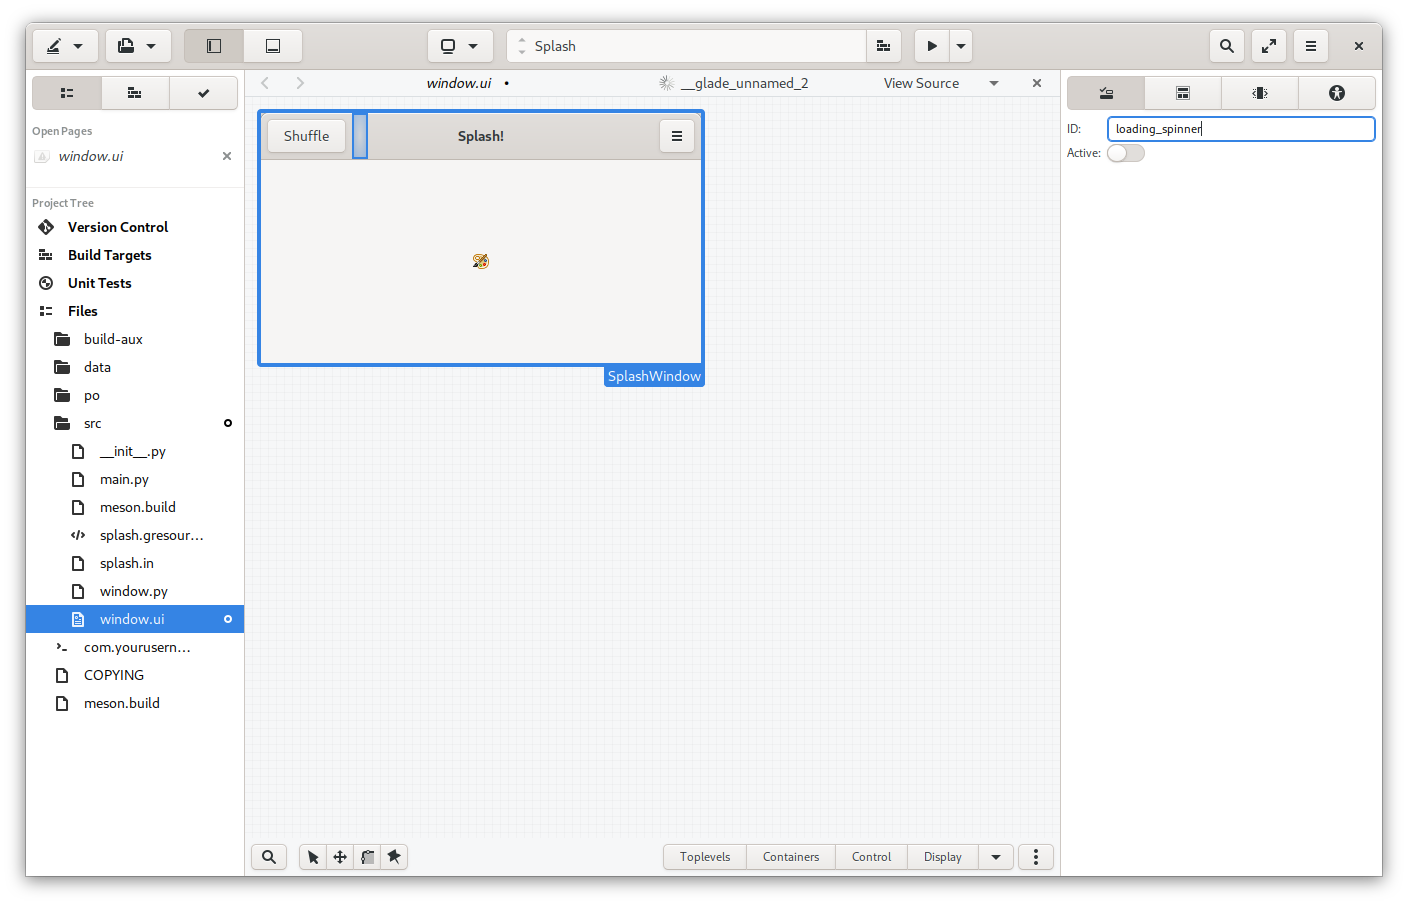 Splash
window.ui •
__glade_unnamed_2
View Source
Open Pages
window.ui
Project Tree
Version Control
Build Targets
Unit Tests
Files
build-aux
data
po
src
__init__.py
main.py
meson.build
splash.gresour…
splash.in
window.py
window.ui
com.yourusern…
COPYING
meson.build
Shuffle
Splash!
SplashWindow
Toplevels
Containers
Control
Display
ID:
loading_spinner
Active: